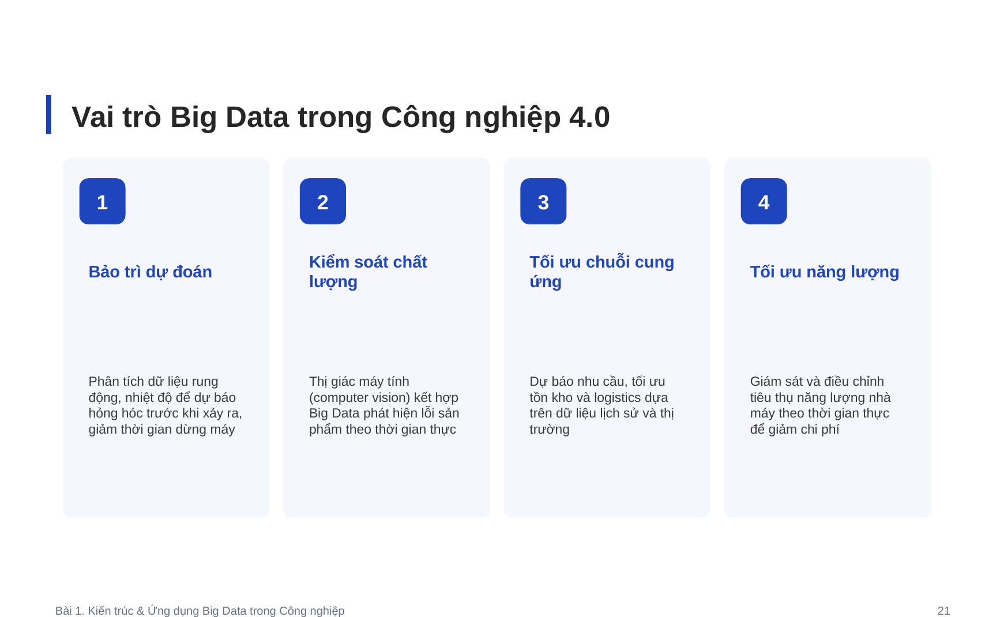 Vai trò Big Data trong Công nghiệp 4.0
1
Bảo trì dự đoán
Phân tích dữ liệu rung
động, nhiệt độ để dự báo
hỏng hóc trước khi xảy ra,
giảm thời gian dừng máy
2
Kiểm soát chất
lượng
Thị giác máy tính
(computer vision) kết hợp
Big Data phát hiện lỗi sản
phẩm theo thời gian thực
3
Tối ưu chuỗi cung
ứng
Dự báo nhu cầu, tối ưu
tồn kho và logistics dựa
trên dữ liệu lịch sử và thị
trường
4
Tối ưu năng lượng
Giám sát và điều chỉnh
tiêu thụ năng lượng nhà
máy theo thời gian thực
để giảm chi phí
Bài 1. Kiến trúc & Ứng dụng Big Data trong Công nghiệp
21